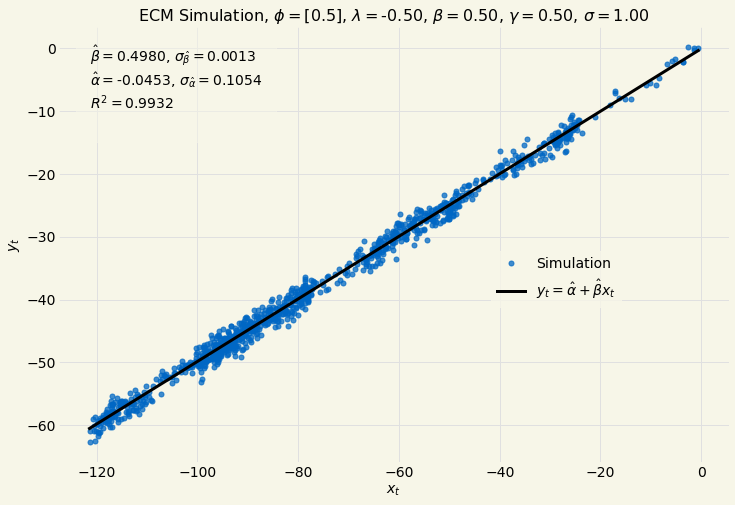 ECM Simulation, ϕ = [0.5], λ = -0.50, β = 0.50, γ = 0.50, σ = 1.00
β̂ = 0.4980, σ_β̂ = 0.0013
α̂ = -0.0453, σ_α̂ = 0.1054
R² = 0.9932
0
−10
−20
−30
−40
−50
−60
y_t
Simulation
y_t = α̂ + β̂x_t
−120 −100 −80 −60 −40 −20 0
x_t